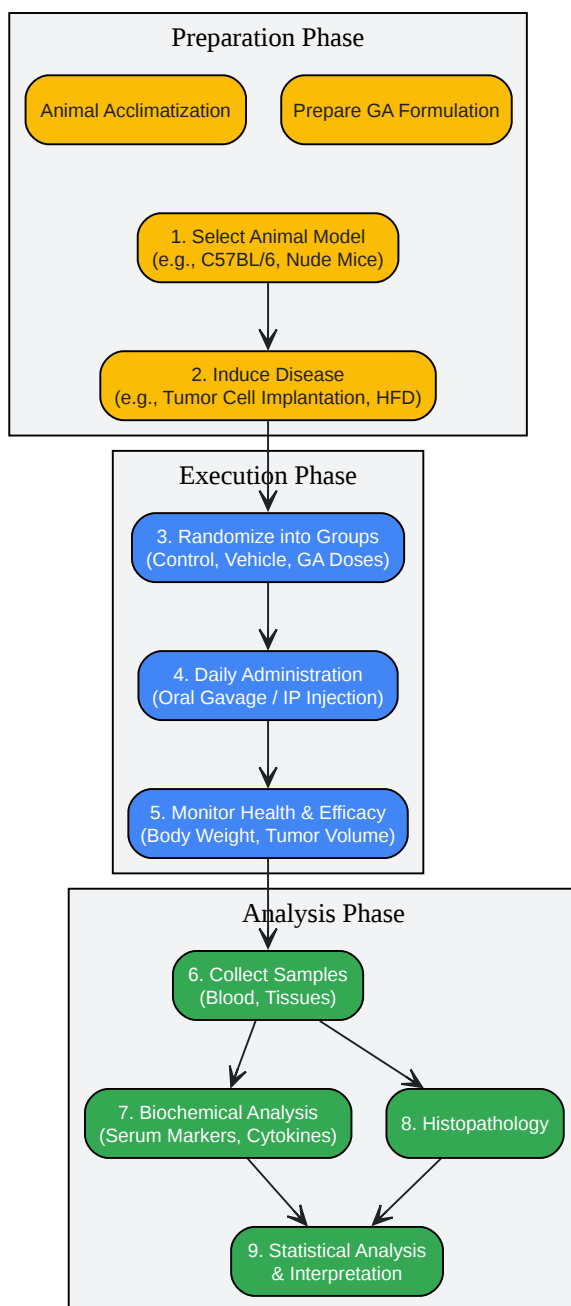 Preparation Phase
Animal Acclimatization
Prepare GA Formulation
1. Select Animal Model
(e.g., C57BL/6, Nude Mice)
2. Induce Disease
(e.g., Tumor Cell Implantation, HFD)
Execution Phase
3. Randomize into Groups
(Control, Vehicle, GA Doses)
4. Daily Administration
(Oral Gavage / IP Injection)
5. Monitor Health & Efficacy
(Body Weight, Tumor Volume)
Analysis Phase
6. Collect Samples
(Blood, Tissues)
7. Biochemical Analysis
(Serum Markers, Cytokines)
8. Histopathology
9. Statistical Analysis
& Interpretation